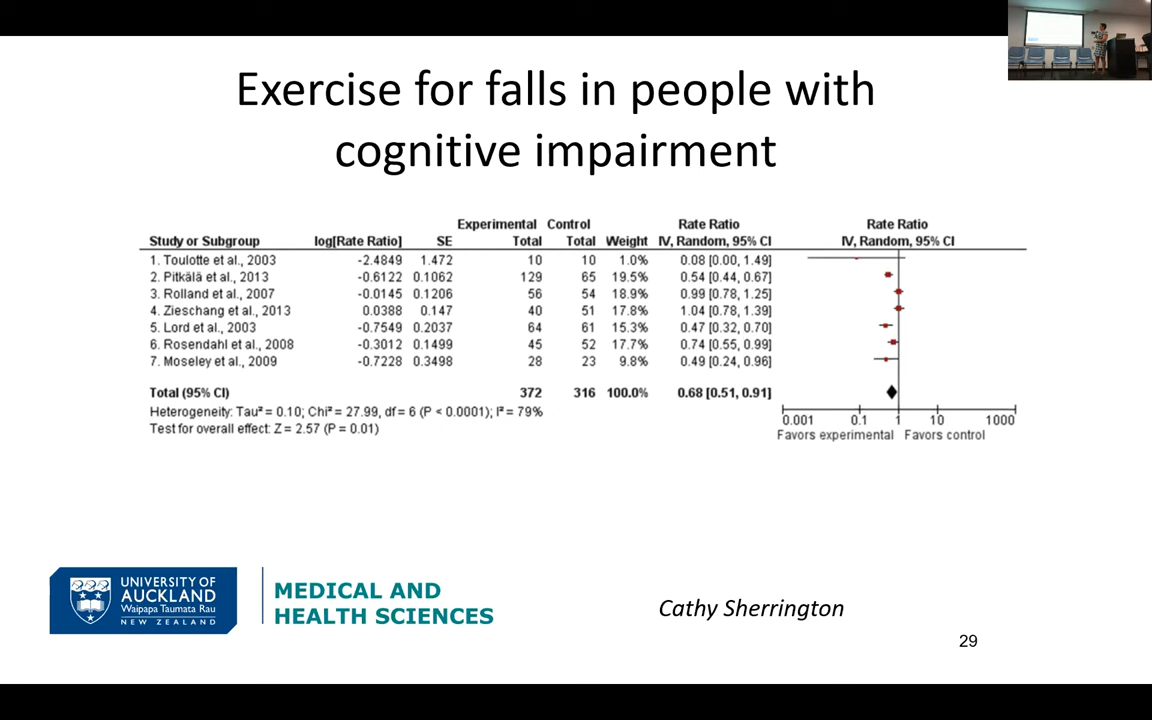 Exercise for falls in people with
cognitive impairment
Experimental Control Rate Ratio Rate Ratio
Study or Subgroup log[Rate Ratio] SE Total Total Weight IV, Random, 95% CI IV, Random, 95% CI
1. Toulotte et al., 2003 -2.4849 1.472 10 10 1.0% 0.08 [0.00, 1.49]
2. Pitkälä et al., 2013 -0.6122 0.1062 129 65 19.5% 0.54 [0.44, 0.67]
3. Rolland et al., 2007 -0.0145 0.1206 56 54 18.9% 0.99 [0.78, 1.25]
4. Zieschang et al., 2013 0.0388 0.147 40 51 17.8% 1.04 [0.78, 1.39]
5. Lord et al., 2003 -0.7549 0.2037 64 61 15.3% 0.47 [0.32, 0.70]
6. Rosendahl et al., 2008 -0.3012 0.1499 45 52 17.7% 0.74 [0.55, 0.99]
7. Moseley et al., 2009 -0.7228 0.3498 28 23 9.8% 0.49 [0.24, 0.96]
Total (95% CI) 372 316 100.0% 0.68 [0.51, 0.91]
Heterogeneity: Tau² = 0.10; Chi² = 27.99, df = 6 (P < 0.0001); I² = 79%
Test for overall effect: Z = 2.57 (P = 0.01)
0.001 0.1 1 10 1000
Favors experimental Favors control
UNIVERSITY OF
AUCKLAND
Waipapa Taumata Rau
NEW ZEALAND
MEDICAL AND
HEALTH SCIENCES
Cathy Sherrington
29